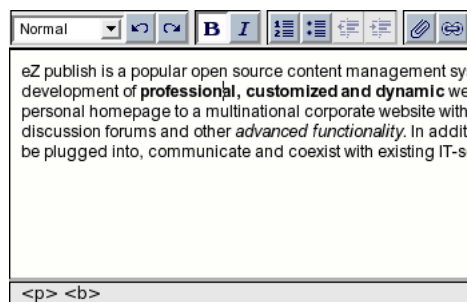 Normal B I
eZ publish is a popular open source content management sy
development of professional, customized and dynamic we
personal homepage to a multinational corporate website with
discussion forums and other advanced functionality. In addit
be plugged into, communicate and coexist with existing IT-s
<p> <b>